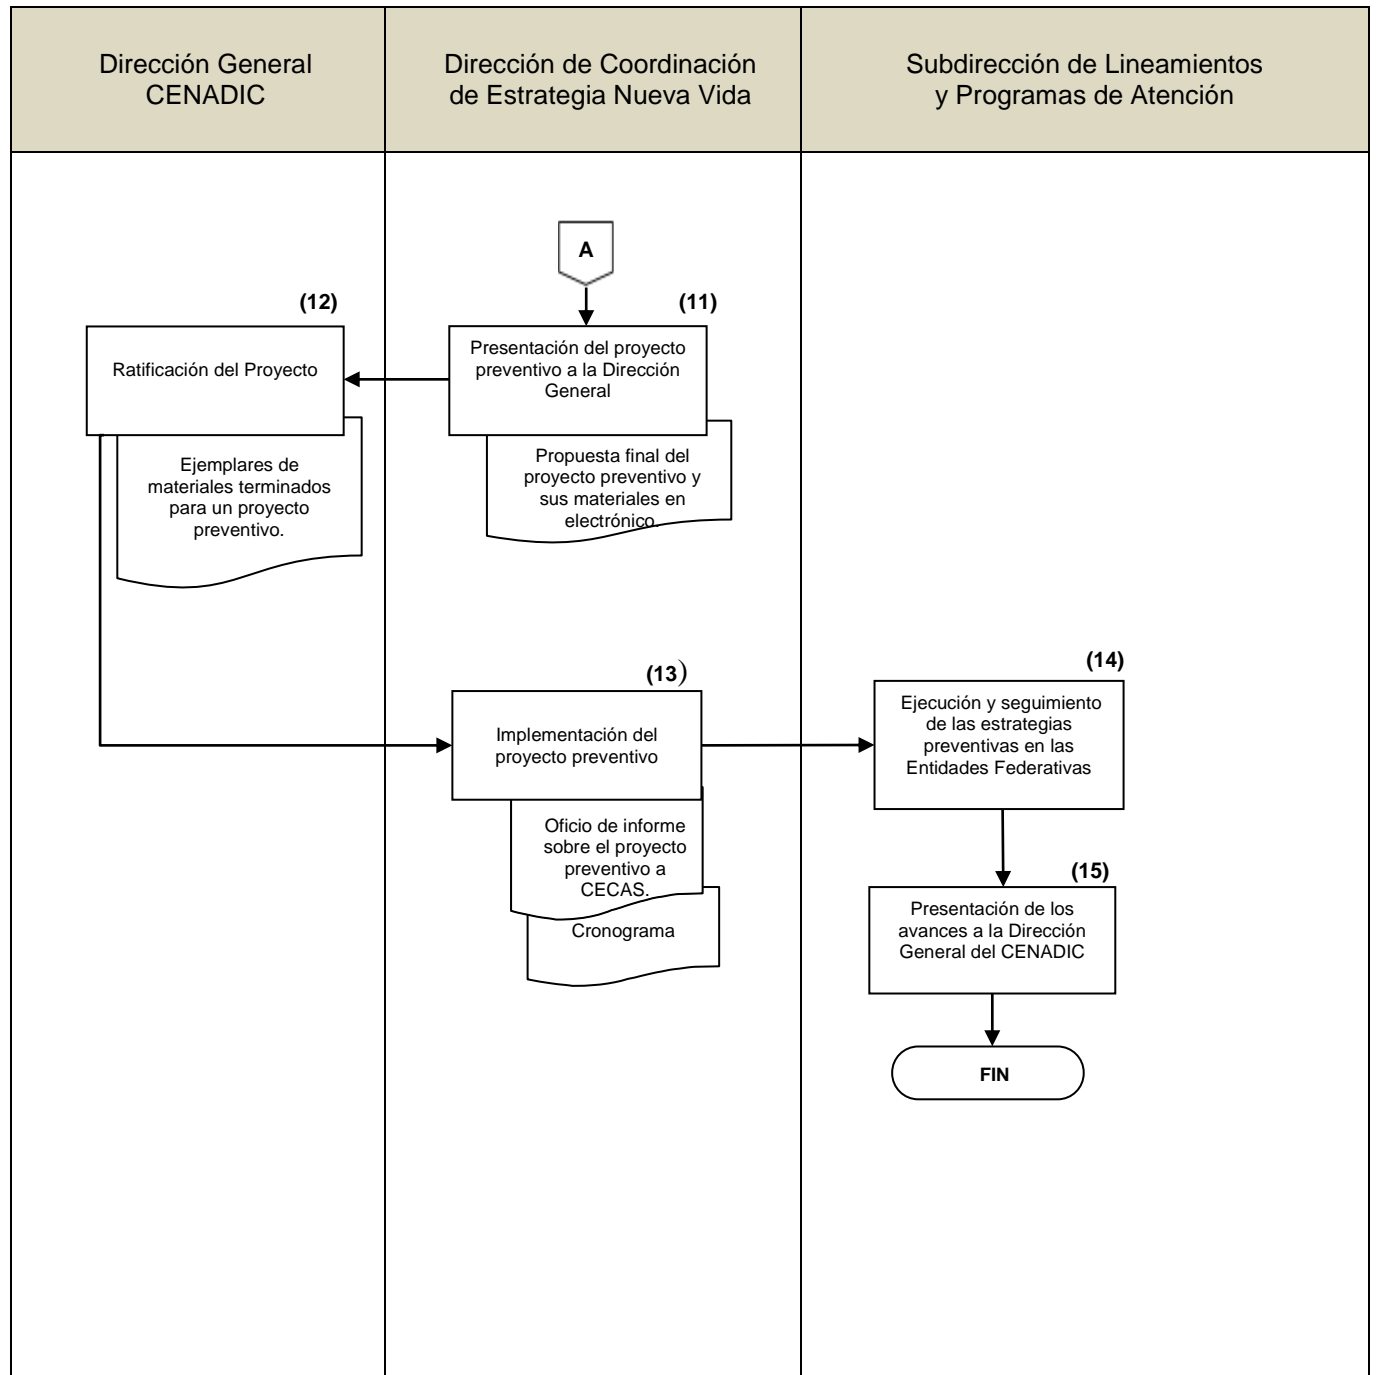 Dirección General
CENADIC
Dirección de Coordinación
de Estrategia Nueva Vida
Subdirección de Lineamientos
y Programas de Atención
A
(11)
Presentación del proyecto
preventivo a la Dirección
General
Propuesta final del
proyecto preventivo y
sus materiales en
electrónico.
(12)
Ratificación del Proyecto
Ejemplares de
materiales terminados
para un proyecto
preventivo.
(13)
Implementación del
proyecto preventivo
Oficio de informe
sobre el proyecto
preventivo a
CECAS.
Cronograma
(14)
Ejecución y seguimiento
de las estrategias
preventivas en las
Entidades Federativas
(15)
Presentación de los
avances a la Dirección
General del CENADIC
FIN